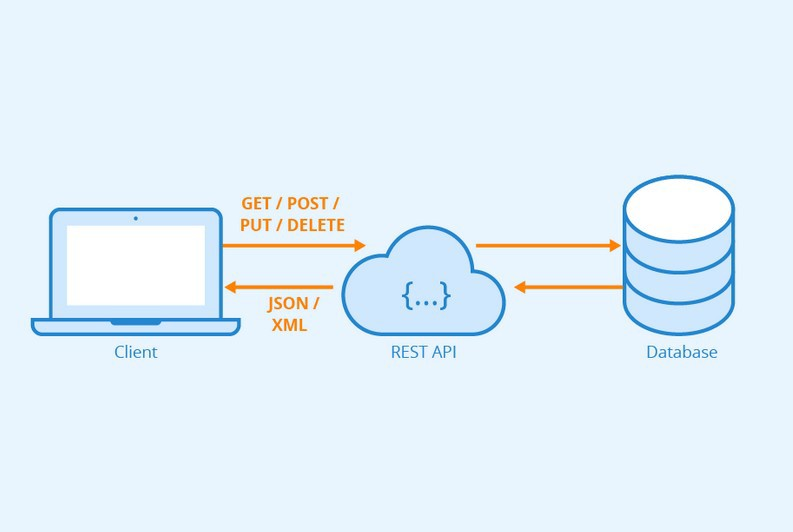 GET / POST /
PUT / DELETE
{...}
JSON /
XML
Client
REST API
Database